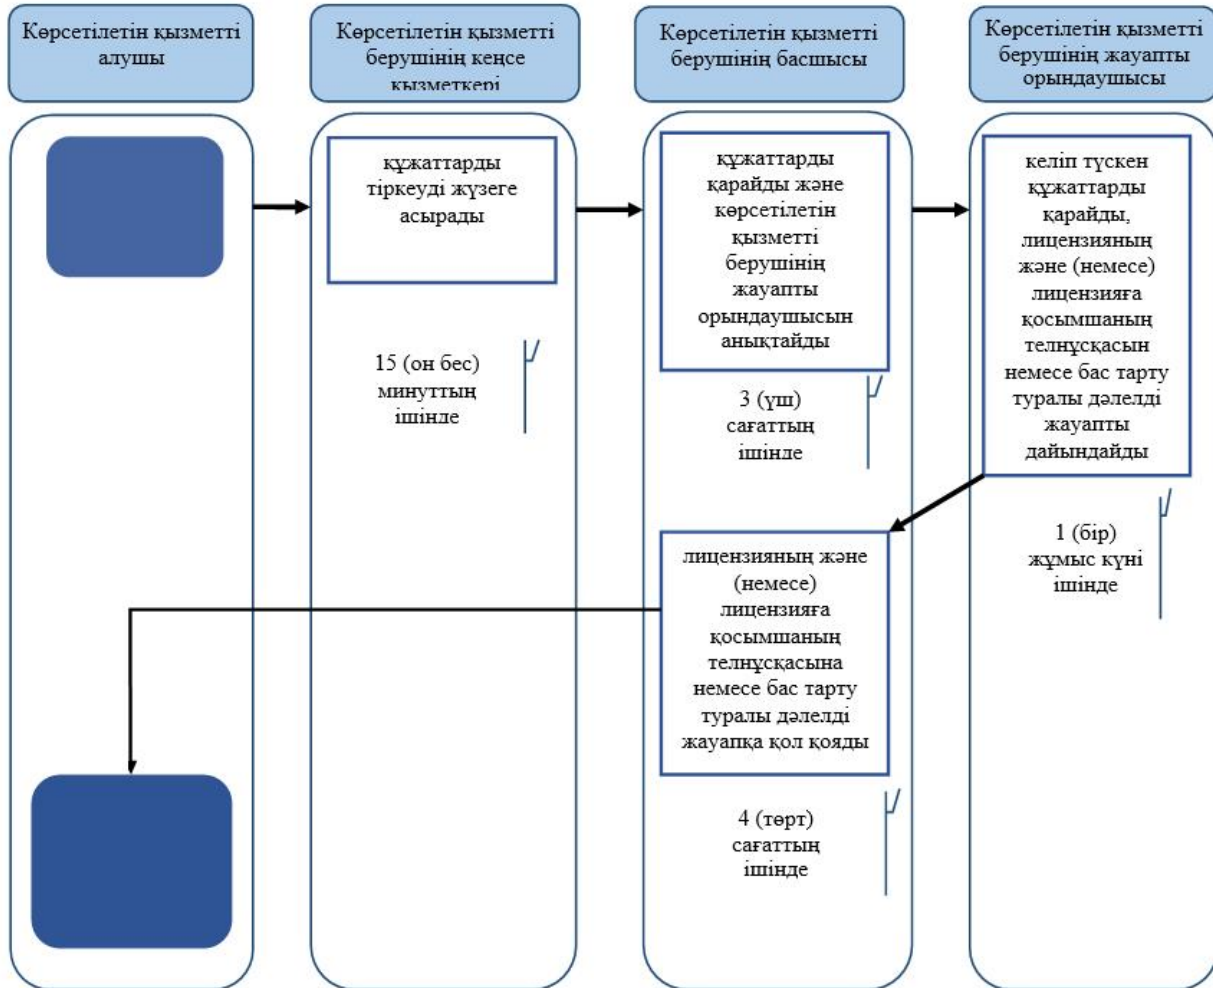 Көрсетілетін қызметті
алушы
Көрсетілетін қызметті
берушінің кеңсе
қызметкері
Көрсетілетін қызметті
берушінің басшысы
Көрсетілетін қызметті
берушінің жауапты
орындаушысы
құжаттарды
тіркеуді жүзеге
асырады
15 (он бес)
минуттың
ішінде
құжаттарды
қарайды және
көрсетілетін
қызметті
берушінің
жауапты
орындаушысын
анықтайды
3 (үш)
сағаттың
ішінде
келіп түскен
құжаттарды
қарайды,
лицензияның
және (немесе)
лицензияға
қосымшаның
телнұсқасын
немесе бас тарту
туралы дәлелді
жауапты
дайындайды
1 (бір)
жұмыс күні
ішінде
лицензияның және
(немесе)
лицензияға
қосымшаның
телнұсқасына
немесе бас тарту
туралы дәлелді
жауапқа қол қояды
4 (төрт)
сағаттың
ішінде